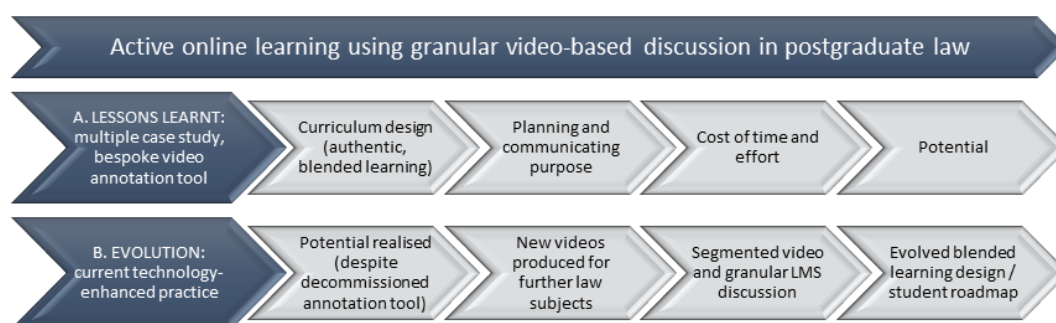 Active online learning using granular video-based discussion in postgraduate law
A. LESSONS LEARNT:
multiple case study,
bespoke video
annotation tool
Curriculum design
(authentic,
blended learning)
Planning and
communicating
purpose
Cost of time and
effort
Potential
B. EVOLUTION:
current technology-
enhanced practice
Potential realised
(despite
decommissioned
annotation tool)
New videos
produced for
further law
subjects
Segmented video
and granular LMS
discussion
Evolved blended
learning design /
student roadmap